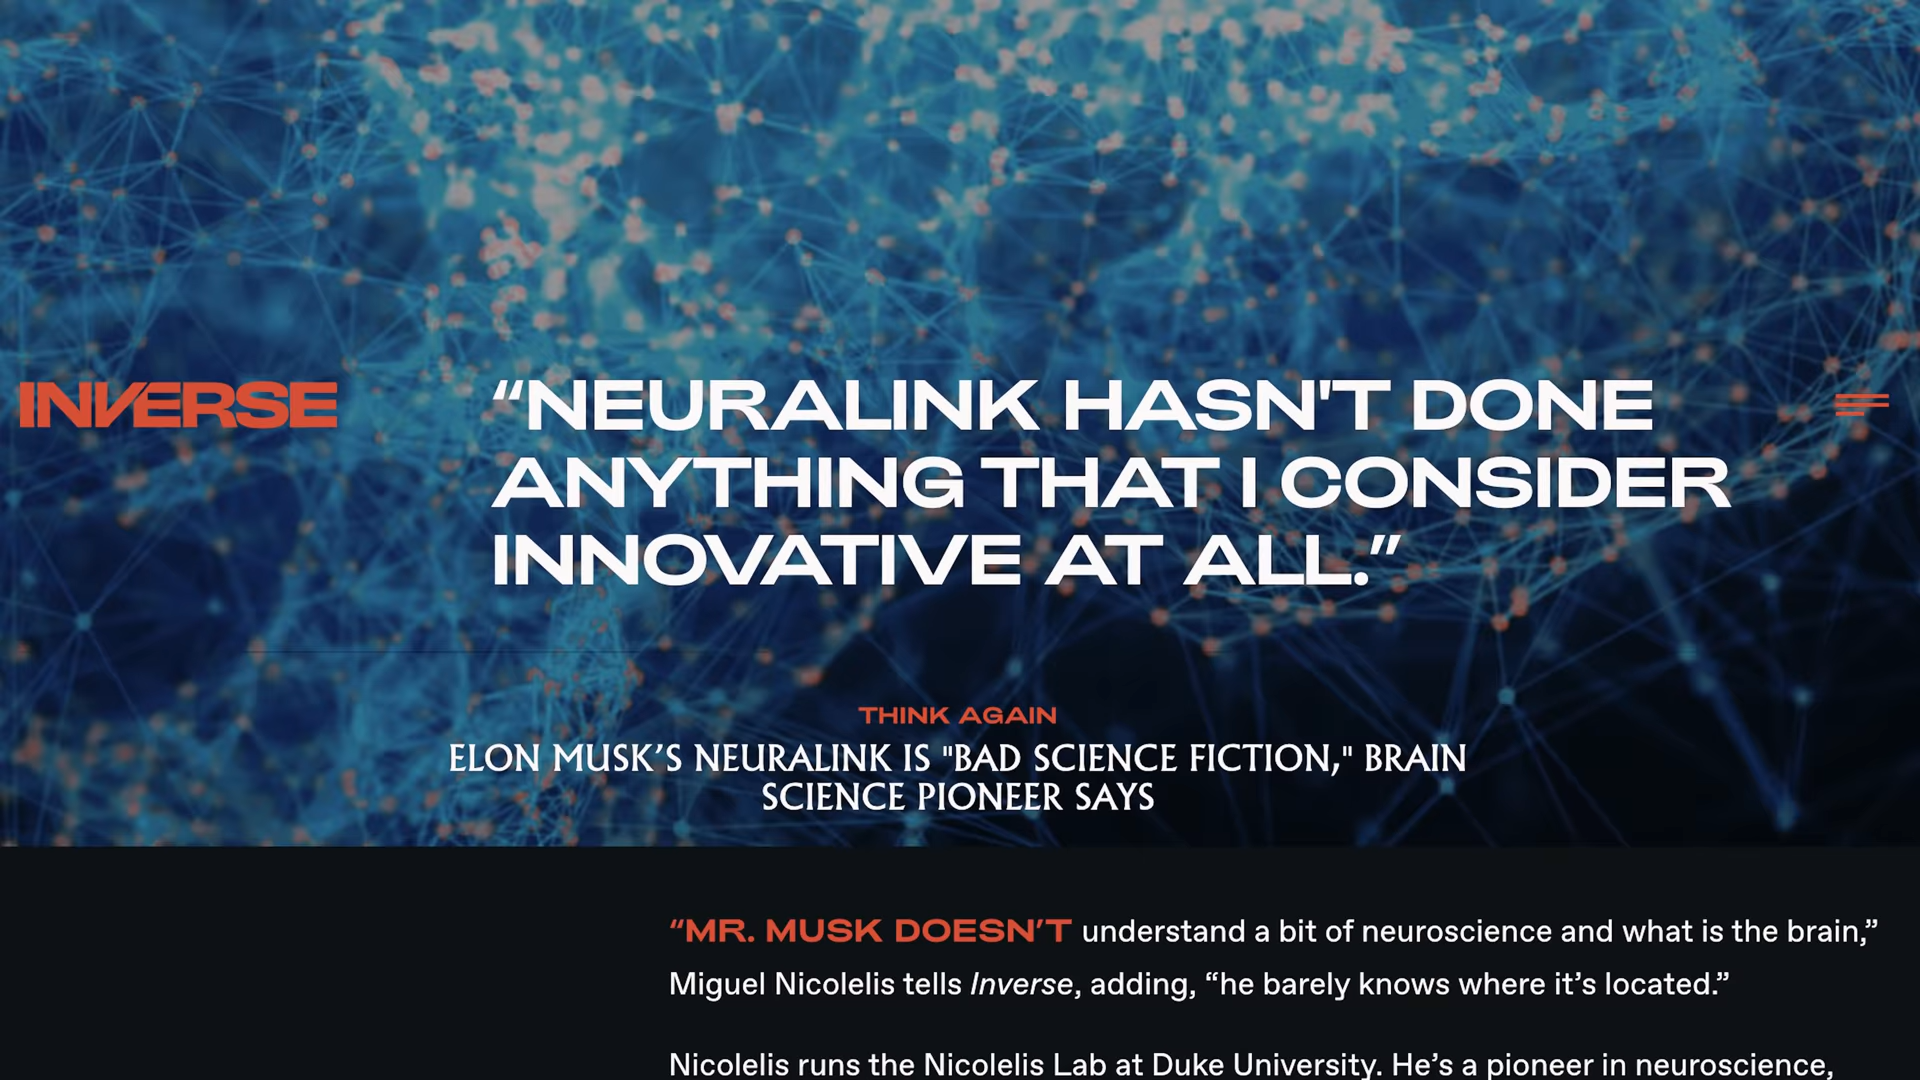 INVERSE
“NEURALINK HASN'T DONE
ANYTHING THAT I CONSIDER
INNOVATIVE AT ALL.”
THINK AGAIN
ELON MUSK’S NEURALINK IS "BAD SCIENCE FICTION," BRAIN
SCIENCE PIONEER SAYS
“MR. MUSK DOESN’T understand a bit of neuroscience and what is the brain,”
Miguel Nicolelis tells Inverse, adding, “he barely knows where it’s located.”
Nicolelis runs the Nicolelis Lab at Duke University. He’s a pioneer in neuroscience,